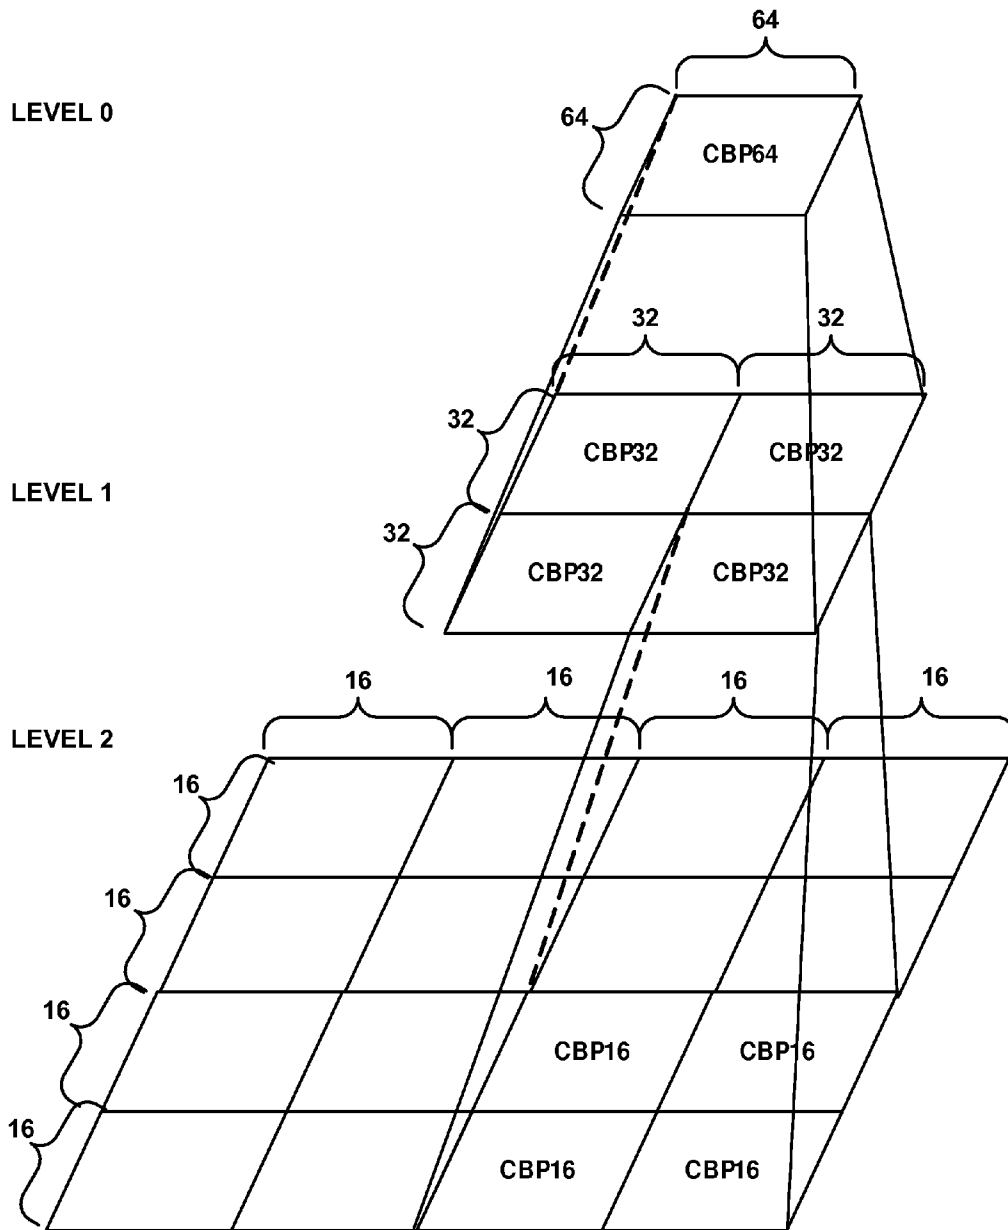 64
LEVEL 0
64
CBP64
32 32
32
CBP32 CBP32
LEVEL 1
32
CBP32 CBP32
16 16 16 16
LEVEL 2
16
16
16
CBP16 CBP16
16
CBP16 CBP16